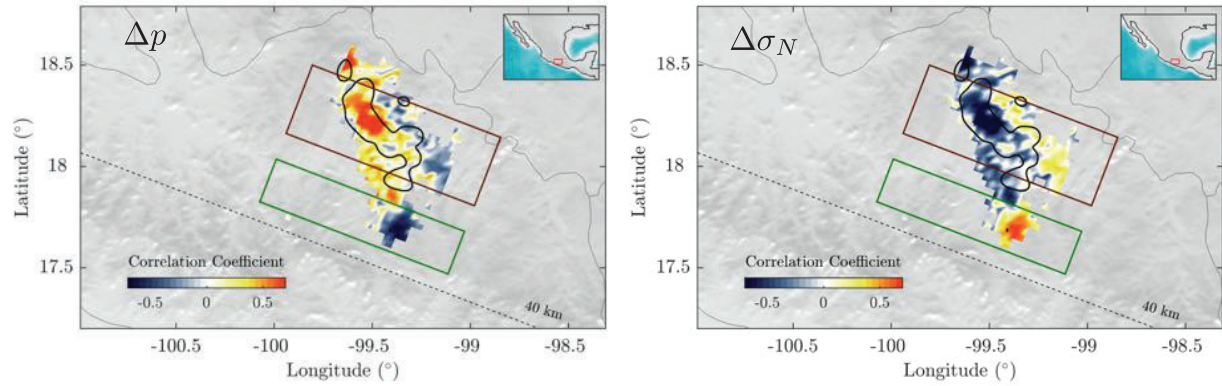 Δp
18.5
18
17.5
Latitude (°)
Correlation Coefficient
-0.5 0 0.5
40 km
-100.5 -100 -99.5 -99 -98.5
Longitude (°)
Δσ_N
18.5
18
17.5
Latitude (°)
Correlation Coefficient
-0.5 0 0.5
40 km
-100.5 -100 -99.5 -99 -98.5
Longitude (°)